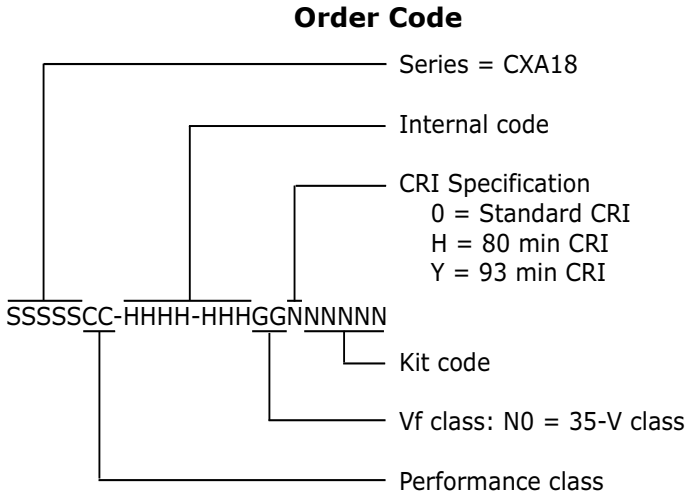 Order Code
Series = CXA18
Internal code
CRI Specification
0 = Standard CRI
H = 80 min CRI
Y = 93 min CRI
SSSSSCC-HHHH-HHHGGNNNNNN
Kit code
Vf class: N0 = 35-V class
Performance class